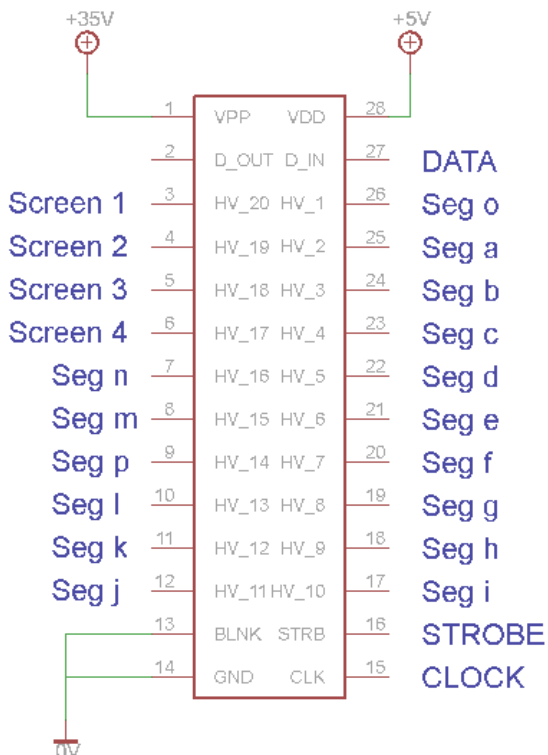 +35V +5V
1 VPP VDD 28
2 D_OUT D_IN 27 DATA
Screen 1 3 HV_20 HV_1 26 Seg o
Screen 2 4 HV_19 HV_2 25 Seg a
Screen 3 5 HV_18 HV_3 24 Seg b
Screen 4 6 HV_17 HV_4 23 Seg c
Seg n 7 HV_16 HV_5 22 Seg d
Seg m 8 HV_15 HV_6 21 Seg e
Seg p 9 HV_14 HV_7 20 Seg f
Seg l 10 HV_13 HV_8 19 Seg g
Seg k 11 HV_12 HV_9 18 Seg h
Seg j 12 HV_11 HV_10 17 Seg i
13 BLNK STRB 16 STROBE
14 GND CLK 15 CLOCK
0V